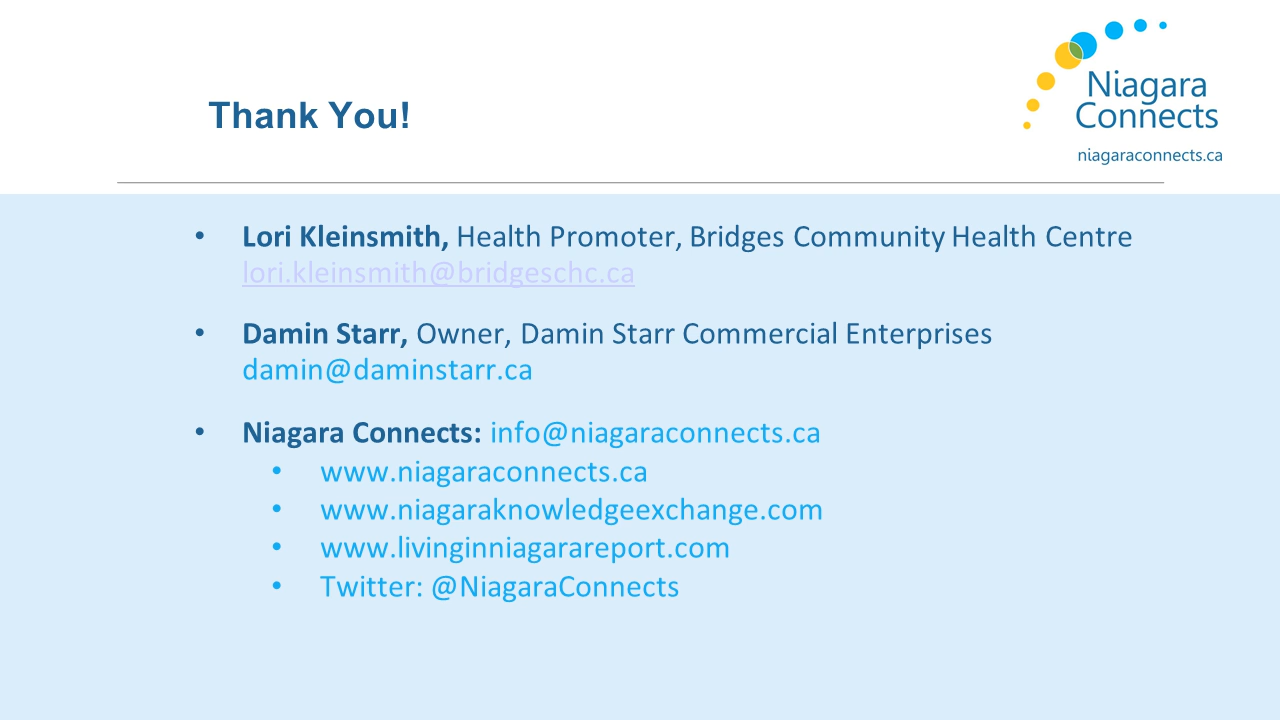 Thank You!
Niagara
Connects
niagaraconnects.ca
• Lori Kleinsmith, Health Promoter, Bridges Community Health Centre
lori.kleinsmith@bridgeschc.ca
• Damin Starr, Owner, Damin Starr Commercial Enterprises
damin@daminstarr.ca
• Niagara Connects: info@niagaraconnects.ca
• www.niagaraconnects.ca
• www.niagaraknowledgeexchange.com
• www.livinginniagarareport.com
• Twitter: @NiagaraConnects